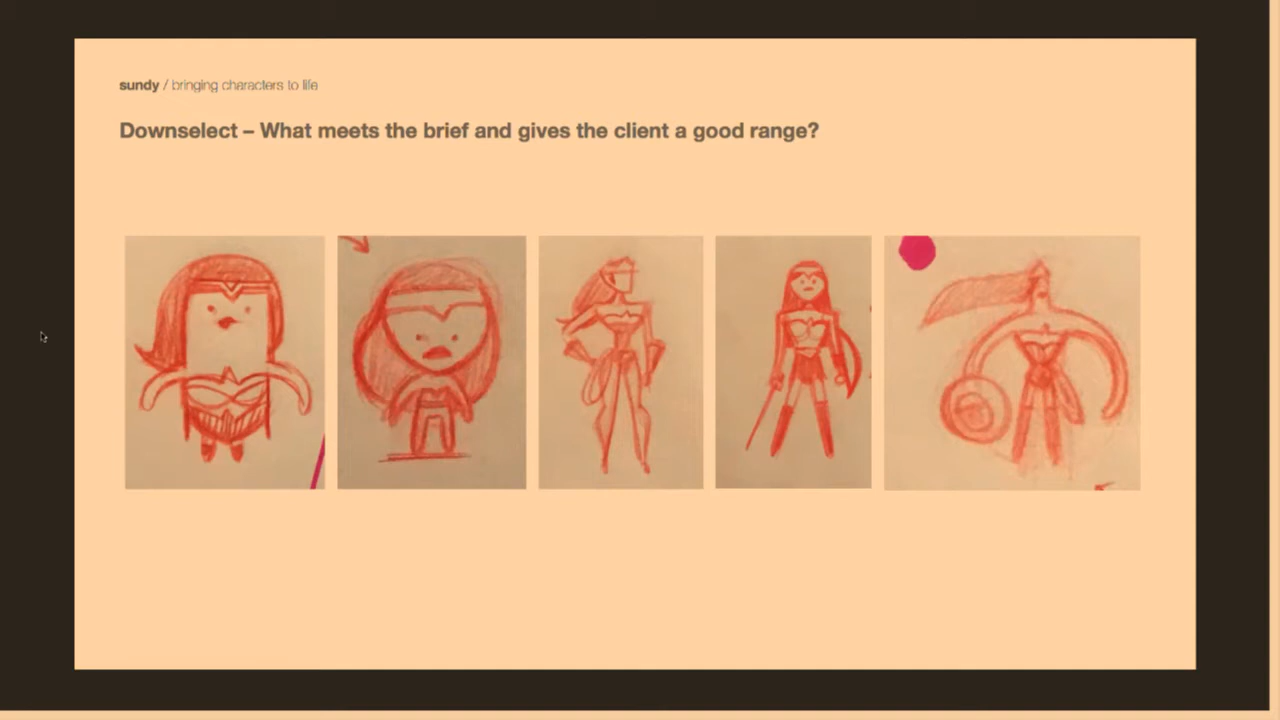 sundy / bringing characters to life
Downselect – What meets the brief and gives the client a good range?